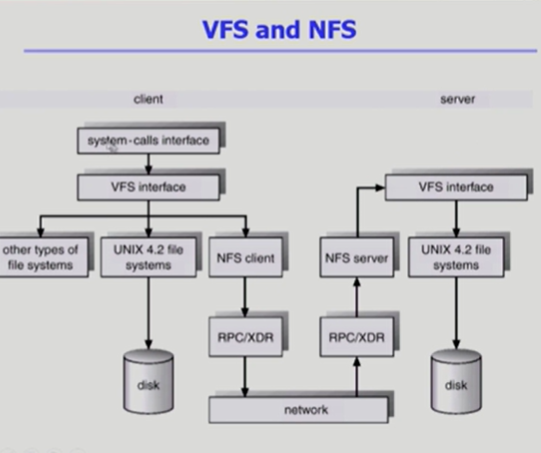 VFS and NFS
client
server
system-calls interface
VFS interface
VFS interface
other types of
file systems
UNIX 4.2 file
systems
NFS client
NFS server
UNIX 4.2 file
systems
RPC/XDR
RPC/XDR
disk
disk
network